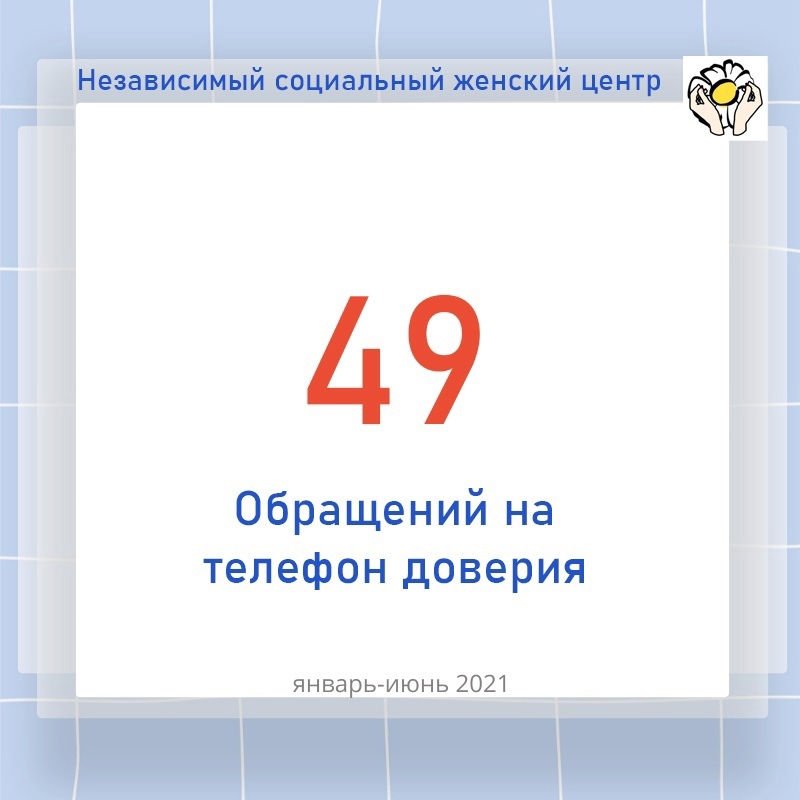 Независимый социальный женский центр
49
Обращений на
телефон доверия
январь-июнь 2021